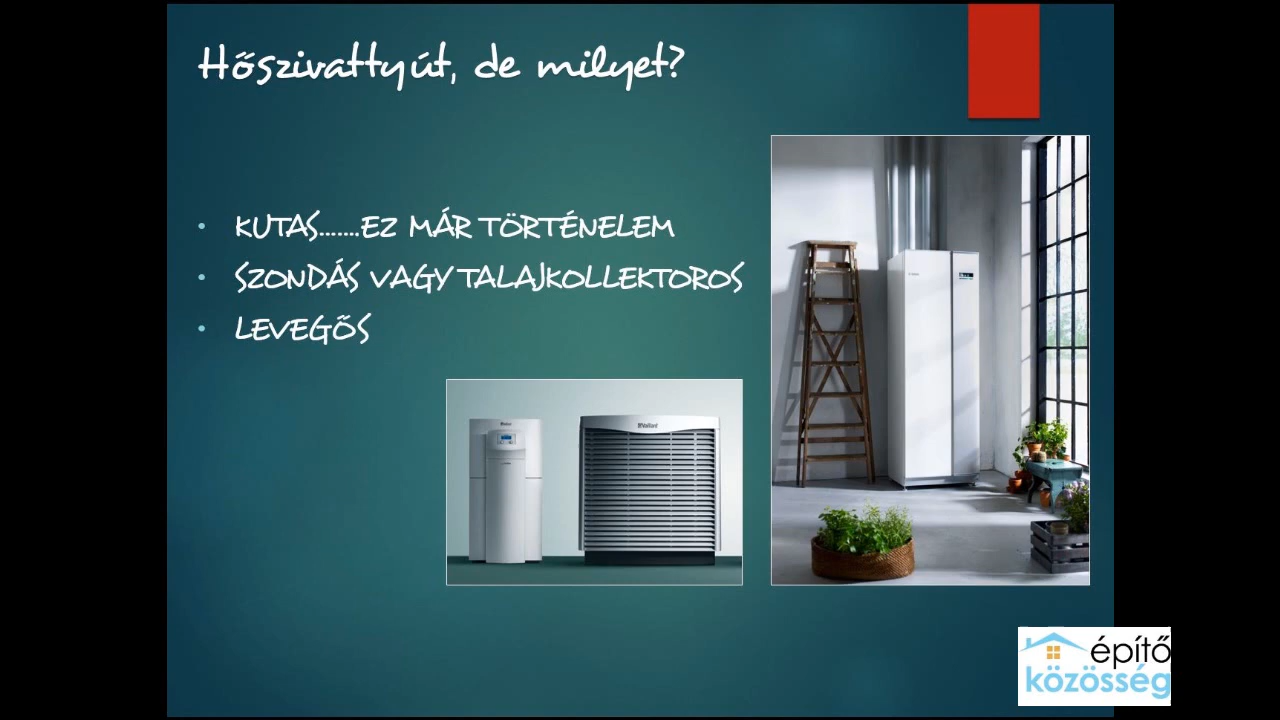 Hőszivattyút, de milyet?
• KUTAS.......EZ MÁR TÖRTÉNELEM
• SZONDÁS VAGY TALAJKOLLEKTOROS
• LEVEGŐS
Vaillant
építő
közösség